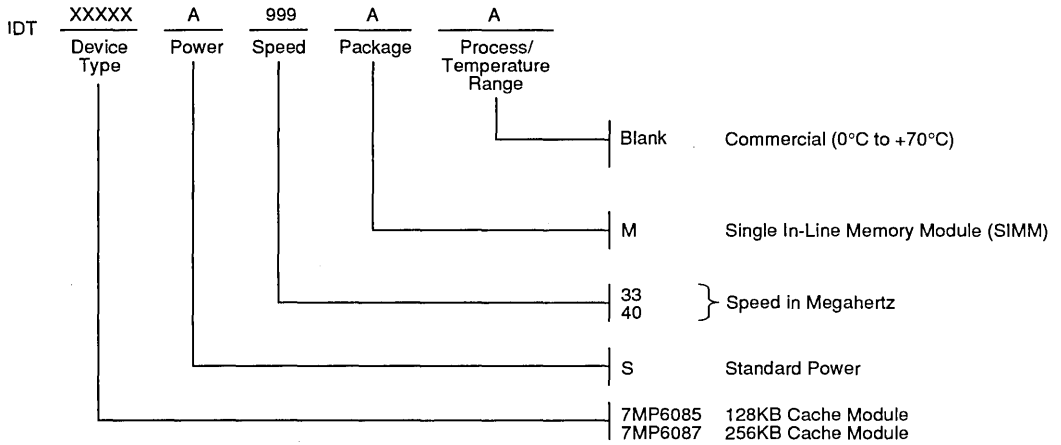 IDT XXXXX A 999 A A
Device Type Power Speed Package Process/ Temperature Range
Blank Commercial (0°C to +70°C)
M Single In-Line Memory Module (SIMM)
33
40
} Speed in Megahertz
S Standard Power
7MP6085 128KB Cache Module
7MP6087 256KB Cache Module